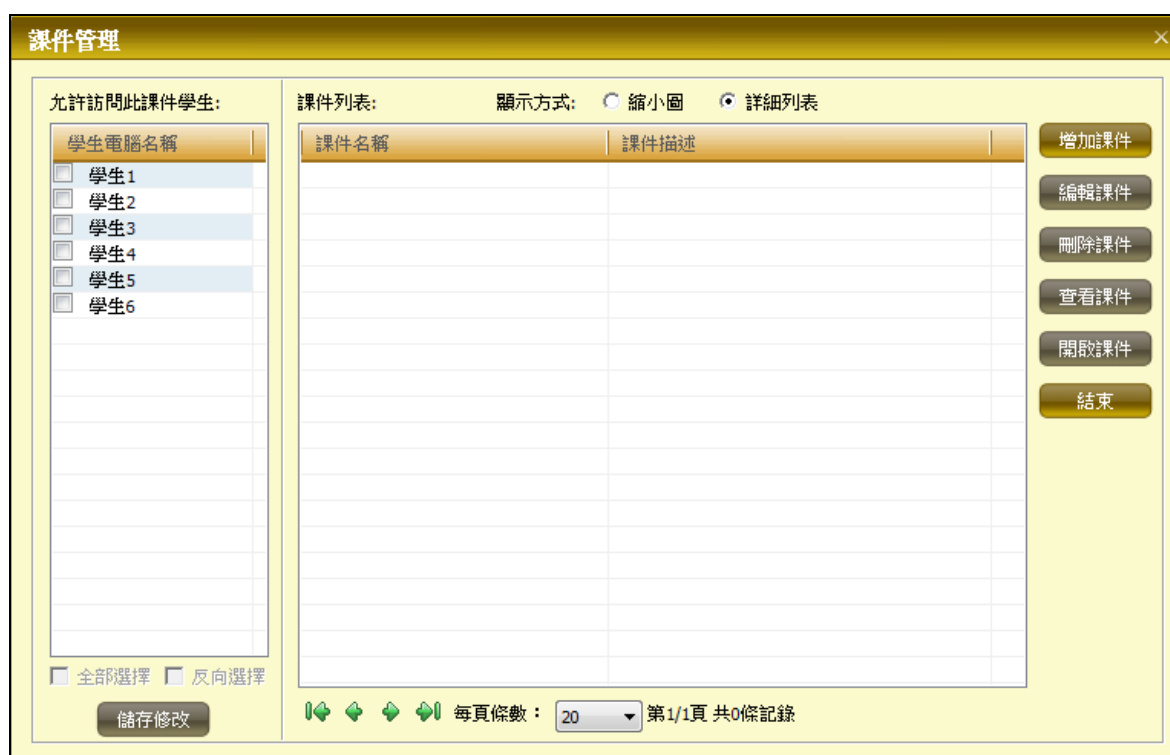 課件管理
允許訪問此課件學生:
學生電腦名稱
學生1
學生2
學生3
學生4
學生5
學生6
全部選擇 反向選擇
儲存修改
課件列表: 顯示方式: 縮小圖 詳細列表
課件名稱 課件描述
每頁條數： 20 第1/1頁 共0條記錄
增加課件
編輯課件
刪除課件
查看課件
開啟課件
結束